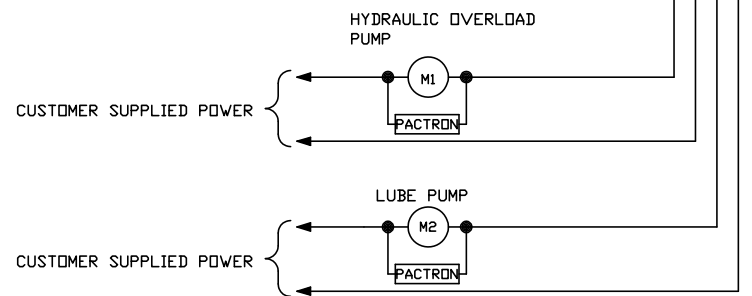 HYDRAULIC OVERLOAD
PUMP
M1
CUSTOMER SUPPLIED POWER
PACTRON
LUBE PUMP
M2
CUSTOMER SUPPLIED POWER
PACTRON